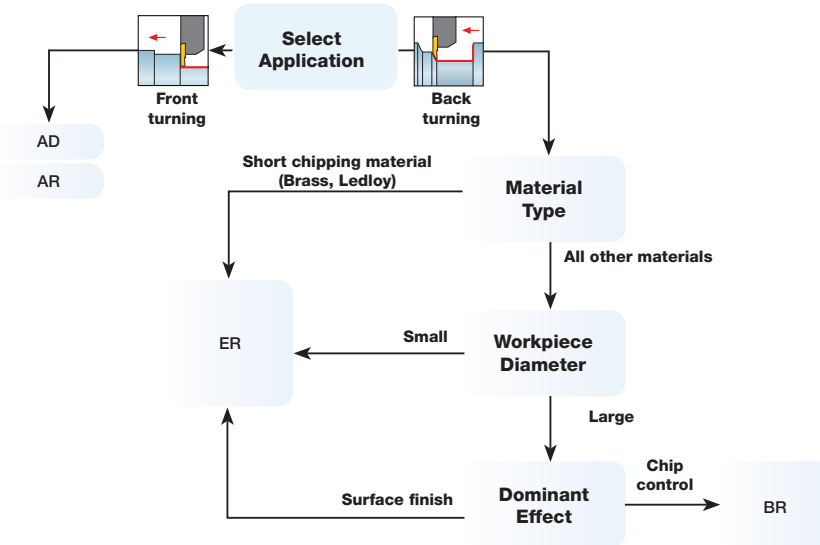 Select
Application
Front
turning
Back
turning
AD
AR
Short chipping material
(Brass, Ledloy)
Material
Type
All other materials
ER
Small
Workpiece
Diameter
Large
Surface finish
Dominant
Effect
Chip
control
BR